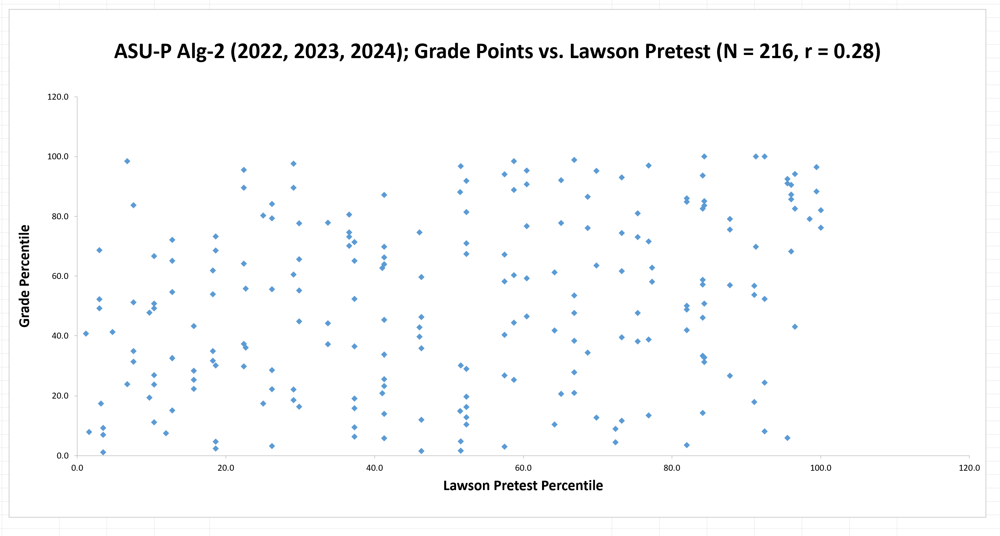 ASU-P Alg-2 (2022, 2023, 2024); Grade Points vs. Lawson Pretest (N = 216, r = 0.28)
120.0
100.0
80.0
60.0
40.0
20.0
0.0
Grade Percentile
0.0 20.0 40.0 60.0 80.0 100.0 120.0
Lawson Pretest Percentile